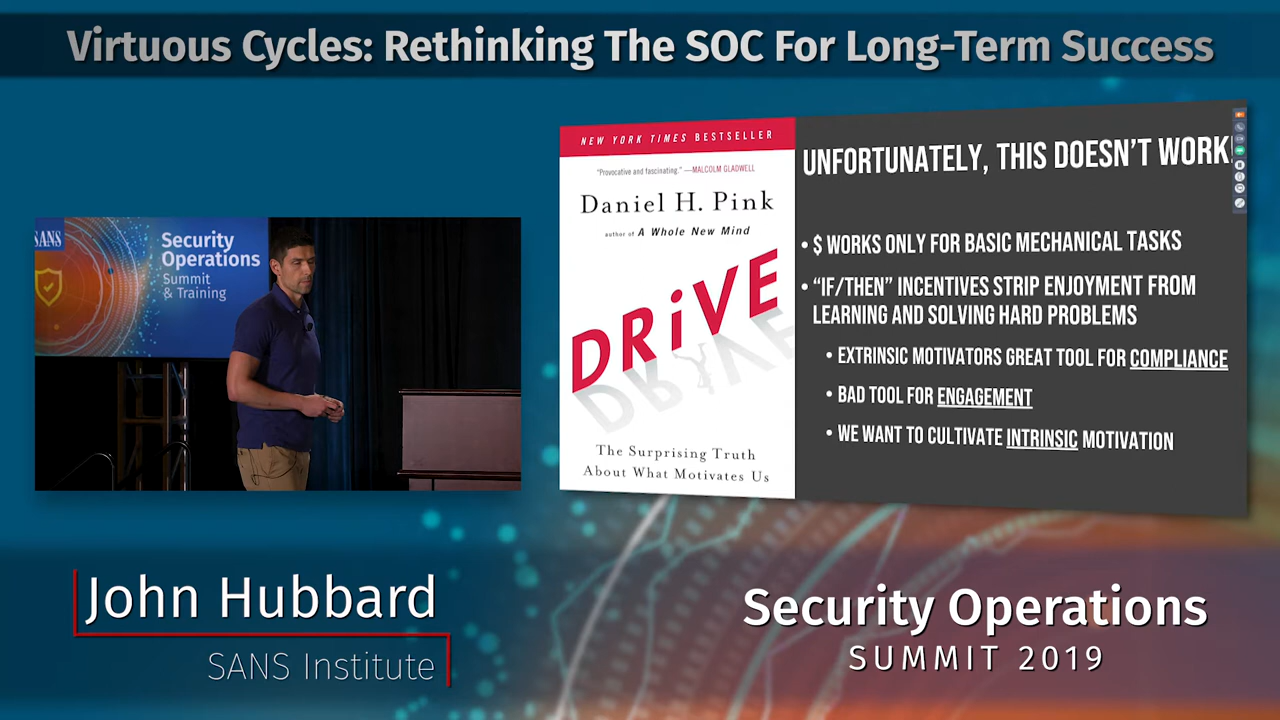 Virtuous Cycles: Rethinking The SOC For Long-Term Success
SANS
Security
Operations
Summit
& Training
NEW YORK TIMES BESTSELLER
"Provocative and fascinating." —MALCOLM GLADWELL
Daniel H. Pink
author of A Whole New Mind
DRiVE
The Surprising Truth
About What Motivates Us
UNFORTUNATELY, THIS DOESN'T WORK
• $ WORKS ONLY FOR BASIC MECHANICAL TASKS
• “IF/THEN” INCENTIVES STRIP ENJOYMENT FROM
LEARNING AND SOLVING HARD PROBLEMS
• EXTRINSIC MOTIVATORS GREAT TOOL FOR COMPLIANCE
• BAD TOOL FOR ENGAGEMENT
• WE WANT TO CULTIVATE INTRINSIC MOTIVATION
John Hubbard
SANS Institute
Security Operations
SUMMIT 2019